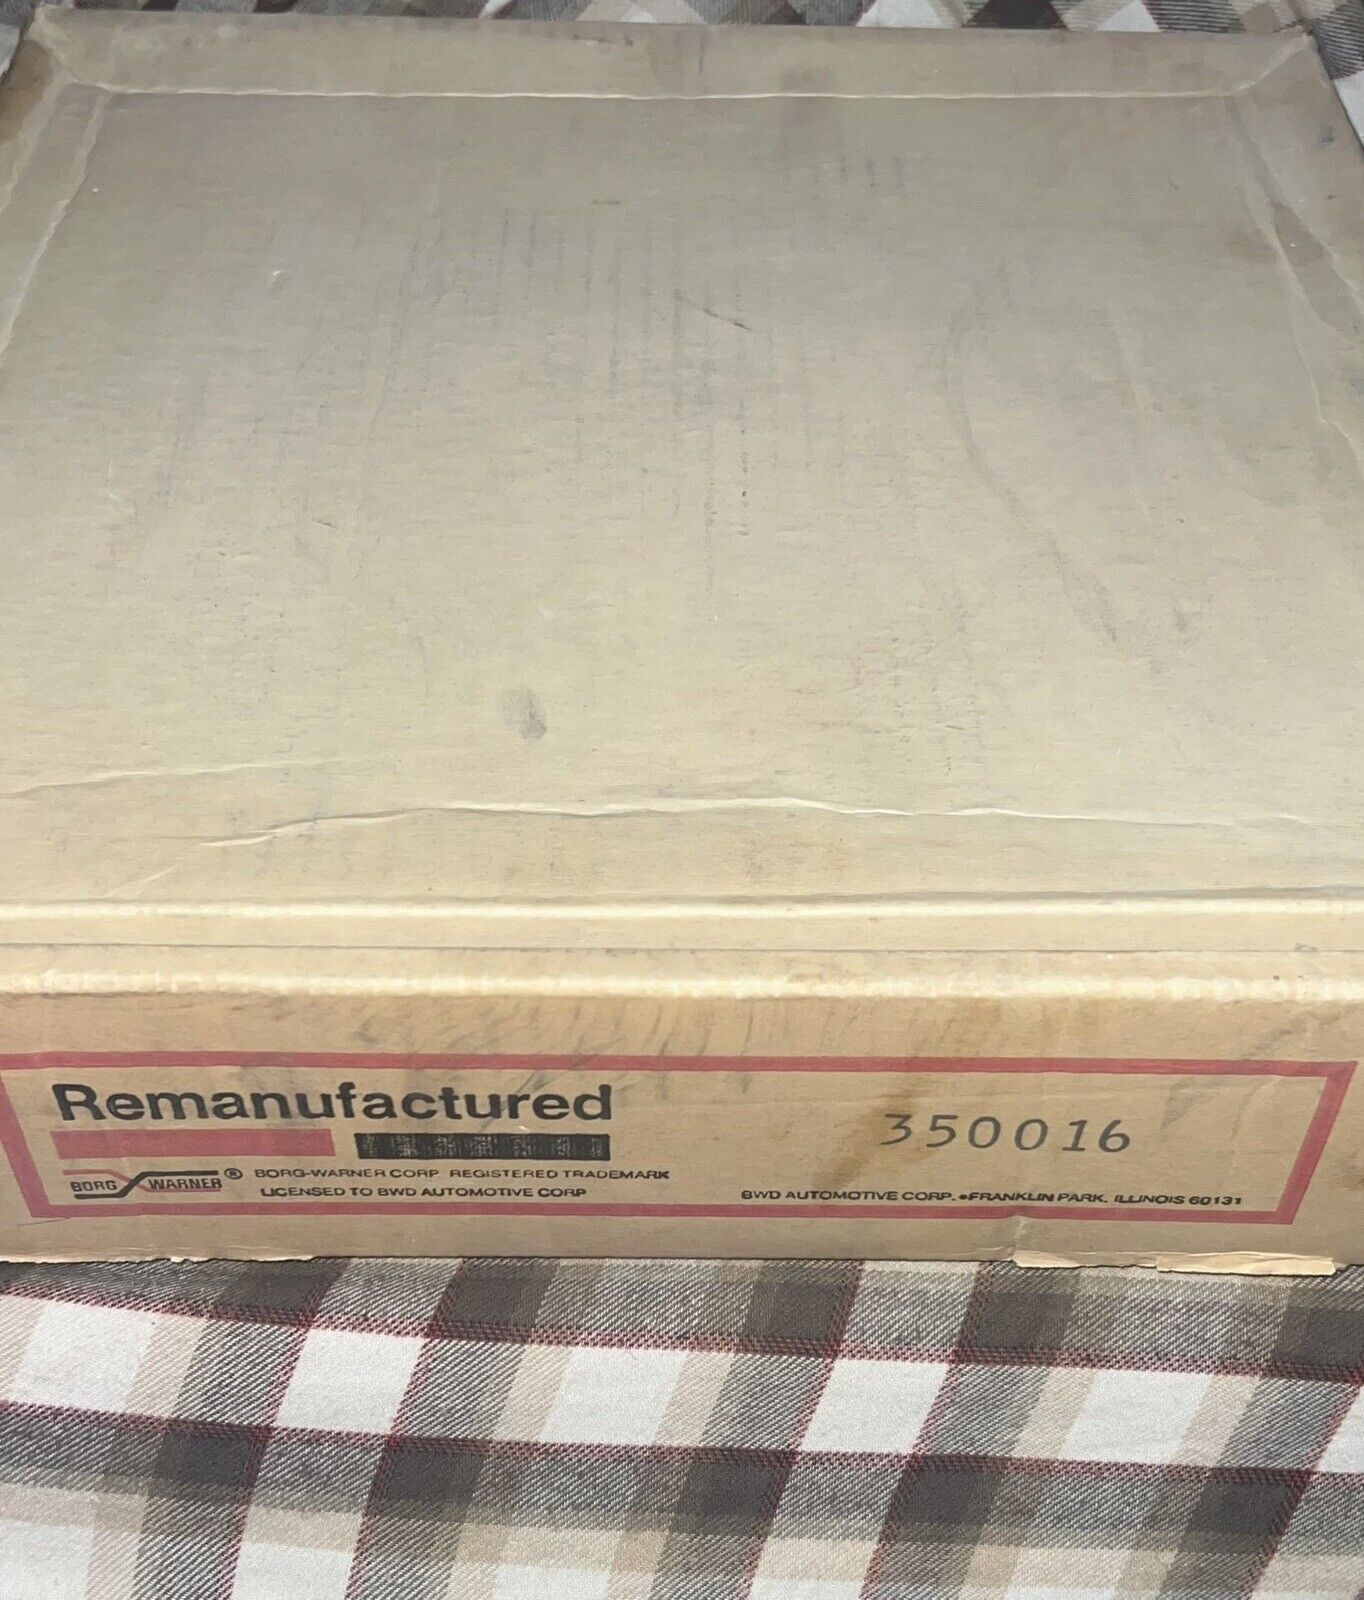 Remanufactured
350016
BORG WARNER ® BORG-WARNER CORP REGISTERED TRADEMARK
LICENSED TO BWD AUTOMOTIVE CORP
BWD AUTOMOTIVE CORP. •FRANKLIN PARK, ILLINOIS 60131